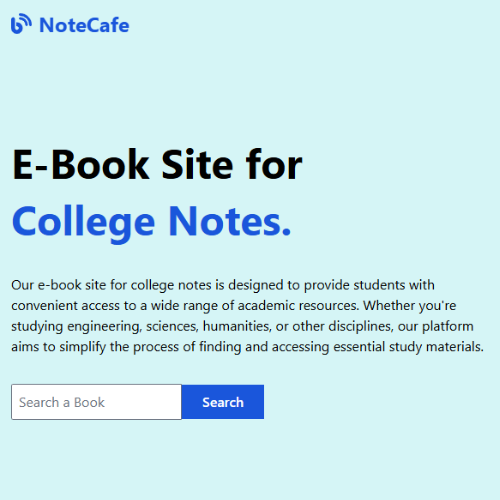 NoteCafe
E-Book Site for
College Notes.
Our e-book site for college notes is designed to provide students with
convenient access to a wide range of academic resources. Whether you're
studying engineering, sciences, humanities, or other disciplines, our platform
aims to simplify the process of finding and accessing essential study materials.
Search a Book Search